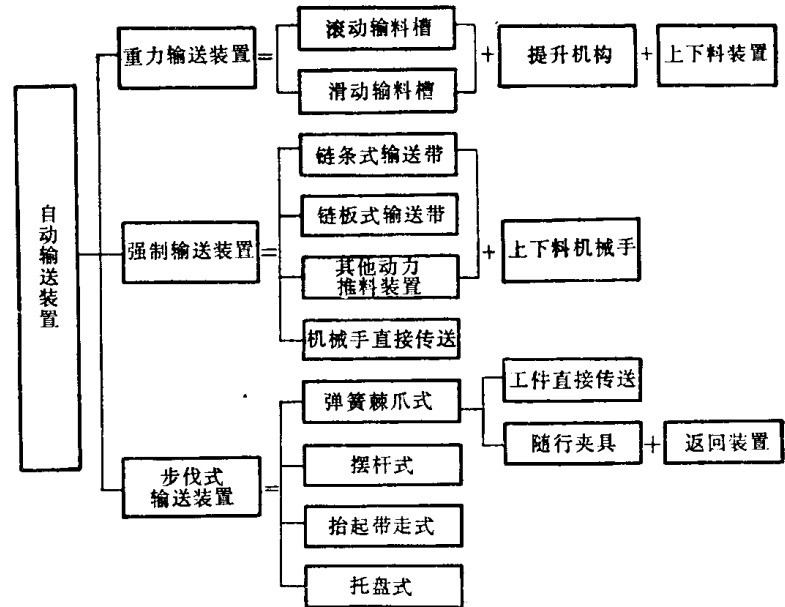 自动输送装置
重力输送装置
=
滚动输料槽
滑动输料槽
+
提升机构
+
上下料装置
强制输送装置
=
链条式输送带
链板式输送带
其他动力
推料装置
机械手直接传送
+
上下料机械手
步伐式
输送装置
=
弹簧棘爪式
摆杆式
抬起带走式
托盘式
工件直接传送
随行夹具
+
返回装置